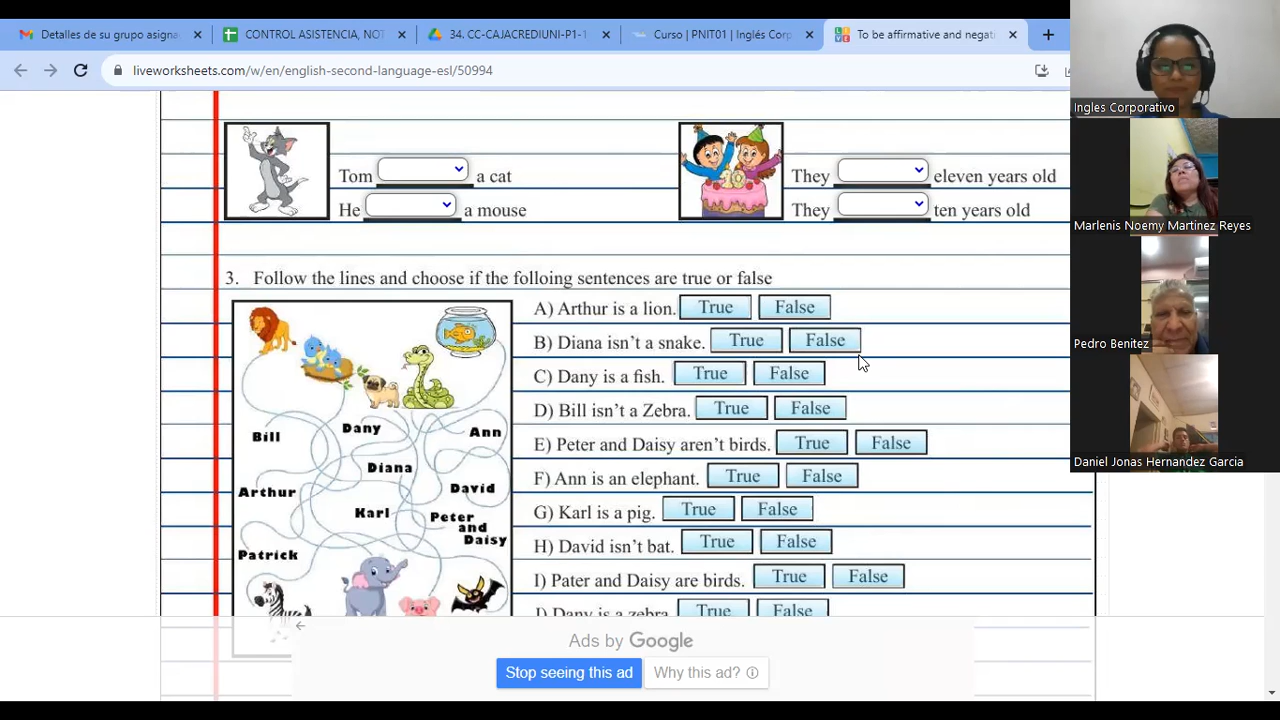 Detalles de su grupo asigna
CONTROL ASISTENCIA, NOT
34. CC-CAJACREDIUNI-P1-1
Curso | PNIT01 | Inglés Corp
To be affirmative and negat
liveworksheets.com/w/en/english-second-language-esl/50994
Tom a cat
He a mouse
They eleven years old
They ten years old
10
3. Follow the lines and choose if the folloing sentences are true or false
A) Arthur is a lion. True False
B) Diana isn't a snake. True False
C) Dany is a fish. True False
D) Bill isn't a Zebra. True False
E) Peter and Daisy aren't birds. True False
F) Ann is an elephant. True False
G) Karl is a pig. True False
H) David isn't bat. True False
I) Pater and Daisy are birds. True False
J) Dany is a zebra. True False
Bill
Dany
Ann
Diana
Arthur
David
Karl
Peter
and
Daisy
Patrick
Ads by Google
Stop seeing this ad
Why this ad?
Ingles Corporativo
Marlenis Noemy Martinez Reyes
Pedro Benitez
Daniel Jonas Hernandez Garcia